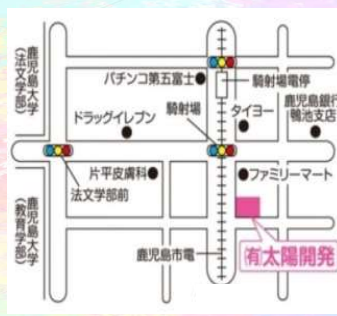 鹿児島大学
（法文学部）
パチンコ第五富士
騎射場電停
ドラッグイレブン
騎射場
タイヨー
鹿児島銀行
鴨池支店
片平皮膚科
ファミリーマート
法文学部前
鹿児島大学
（教育学部）
鹿児島市電
㈲太陽開発